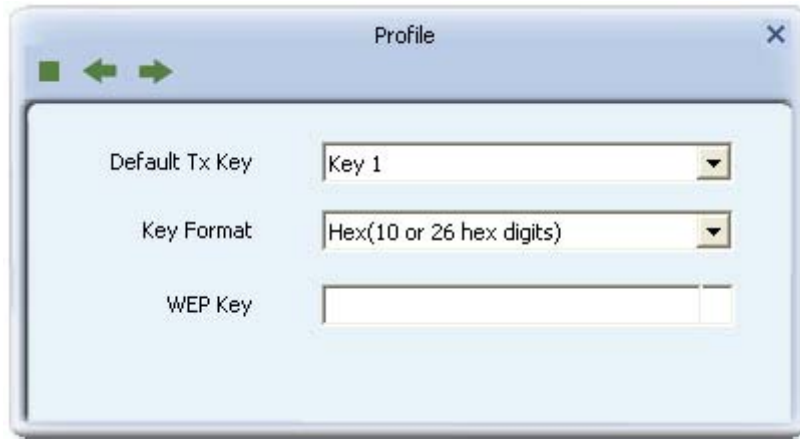 Profile
Default Tx Key Key 1
Key Format Hex(10 or 26 hex digits)
WEP Key